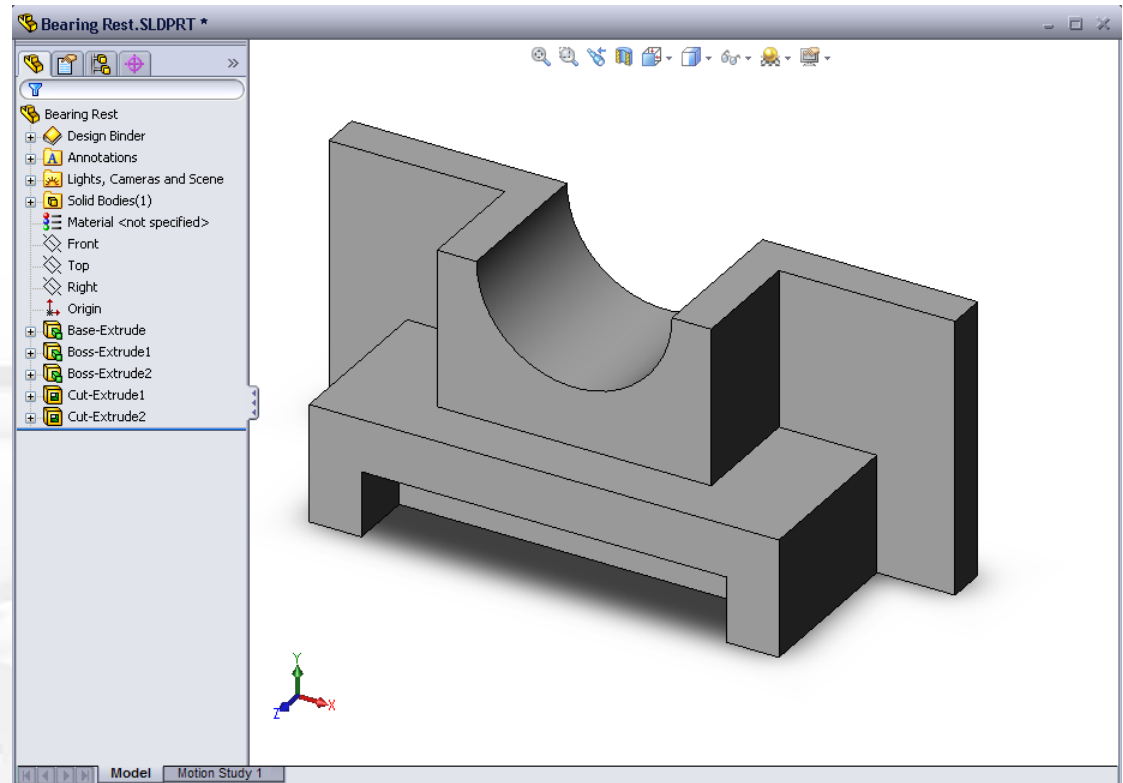 Bearing Rest.SLDPRT *
Bearing Rest
Design Binder
A Annotations
Lights, Cameras and Scene
Solid Bodies(1)
Material <not specified>
Front
Top
Right
Origin
Base-Extrude
Boss-Extrude1
Boss-Extrude2
Cut-Extrude1
Cut-Extrude2
Y
X
Z
Model Motion Study 1